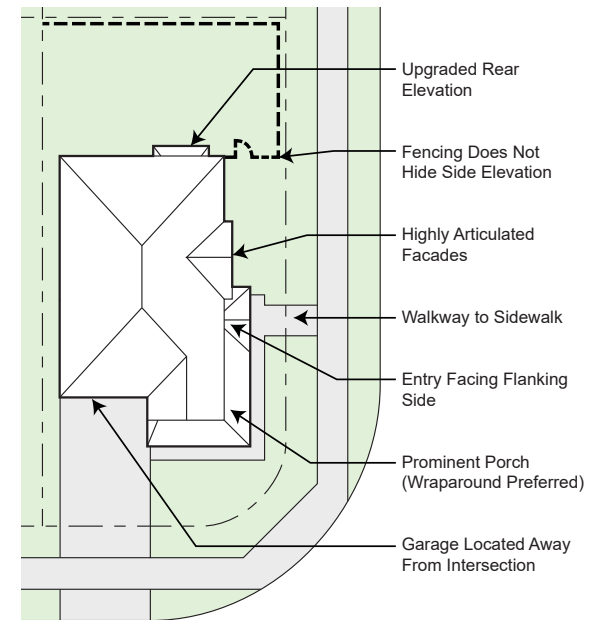 Upgraded Rear
Elevation
Fencing Does Not
Hide Side Elevation
Highly Articulated
Facades
Walkway to Sidewalk
Entry Facing Flanking
Side
Prominent Porch
(Wraparound Preferred)
Garage Located Away
From Intersection